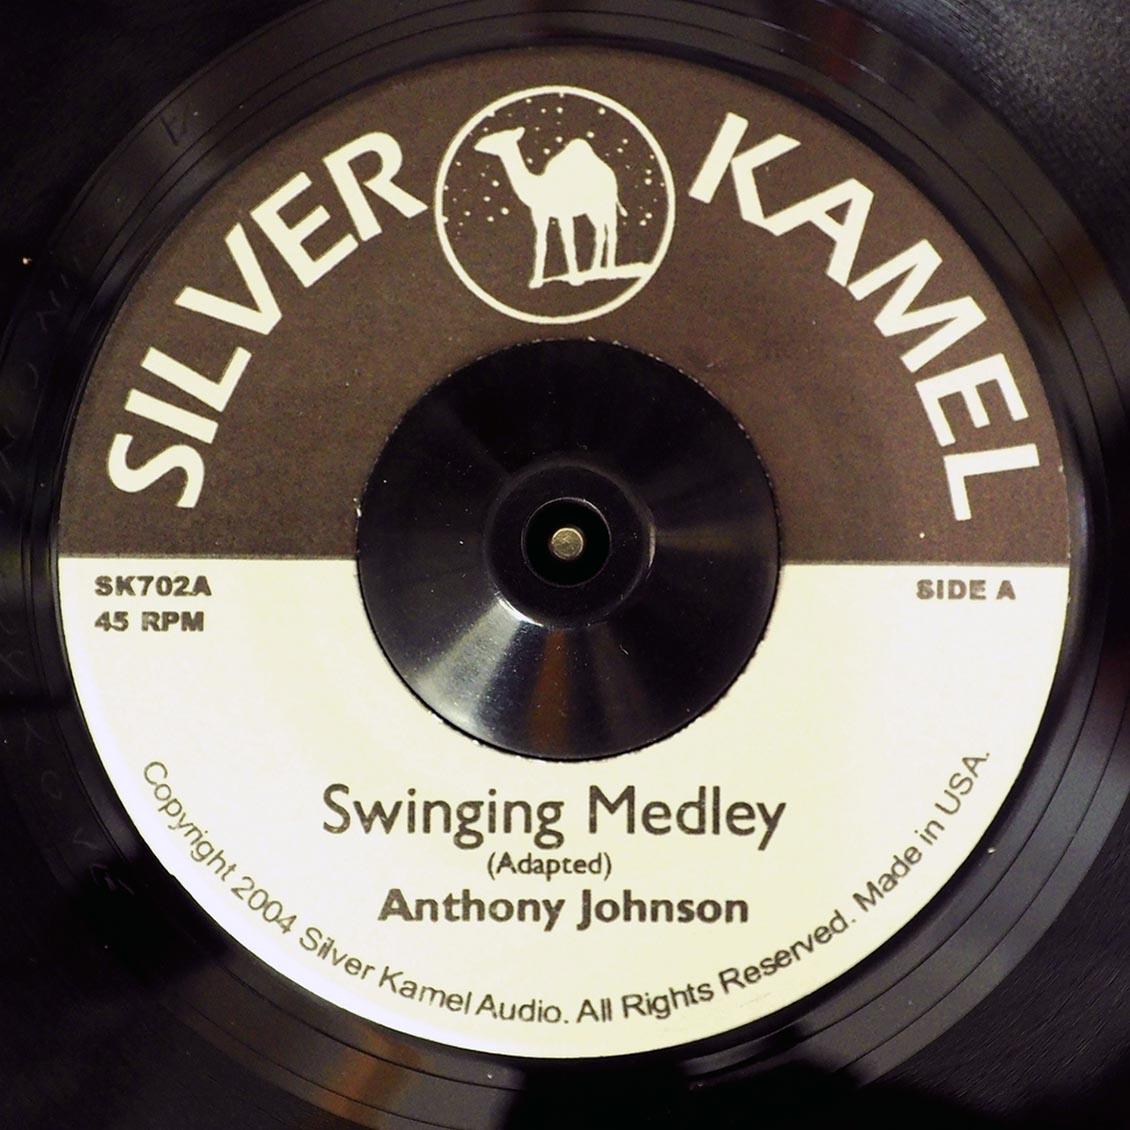 SILVER KAMEL
SK702A
45 RPM
SIDE A
Swinging Medley
(Adapted)
Anthony Johnson
Copyright 2004 Silver Kamel Audio. All Rights Reserved. Made in USA.